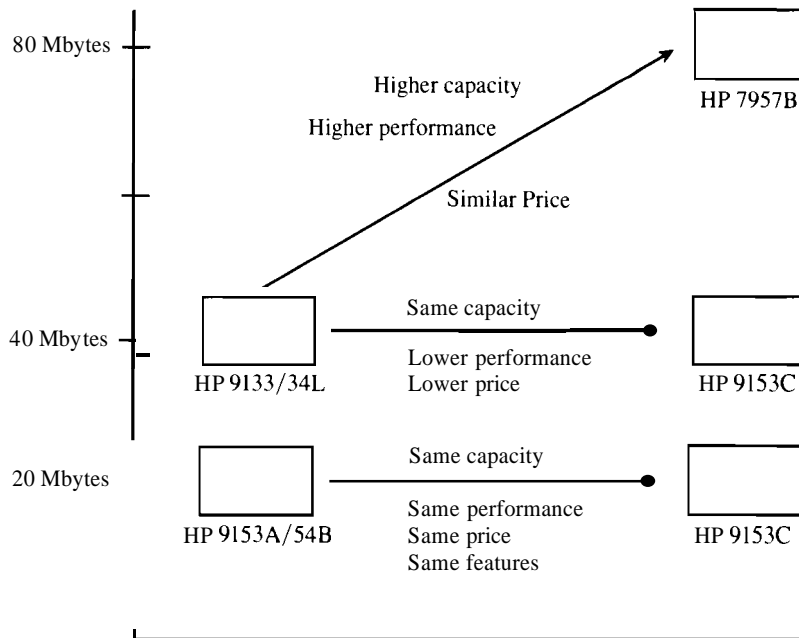 80 Mbytes
Higher capacity
HP 7957B
Higher performance
Similar Price
Same capacity
40 Mbytes
Lower performance
HP 9133/34L
Lower price
HP 9153C
Same capacity
20 Mbytes
Same performance
HP 9153A/54B
Same price
HP 9153C
Same features